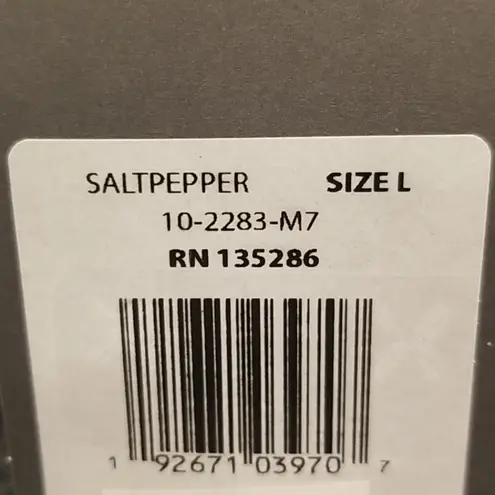 SALTPEPPER SIZE L
10-2283-M7
RN 135286
1 92671 03970 7